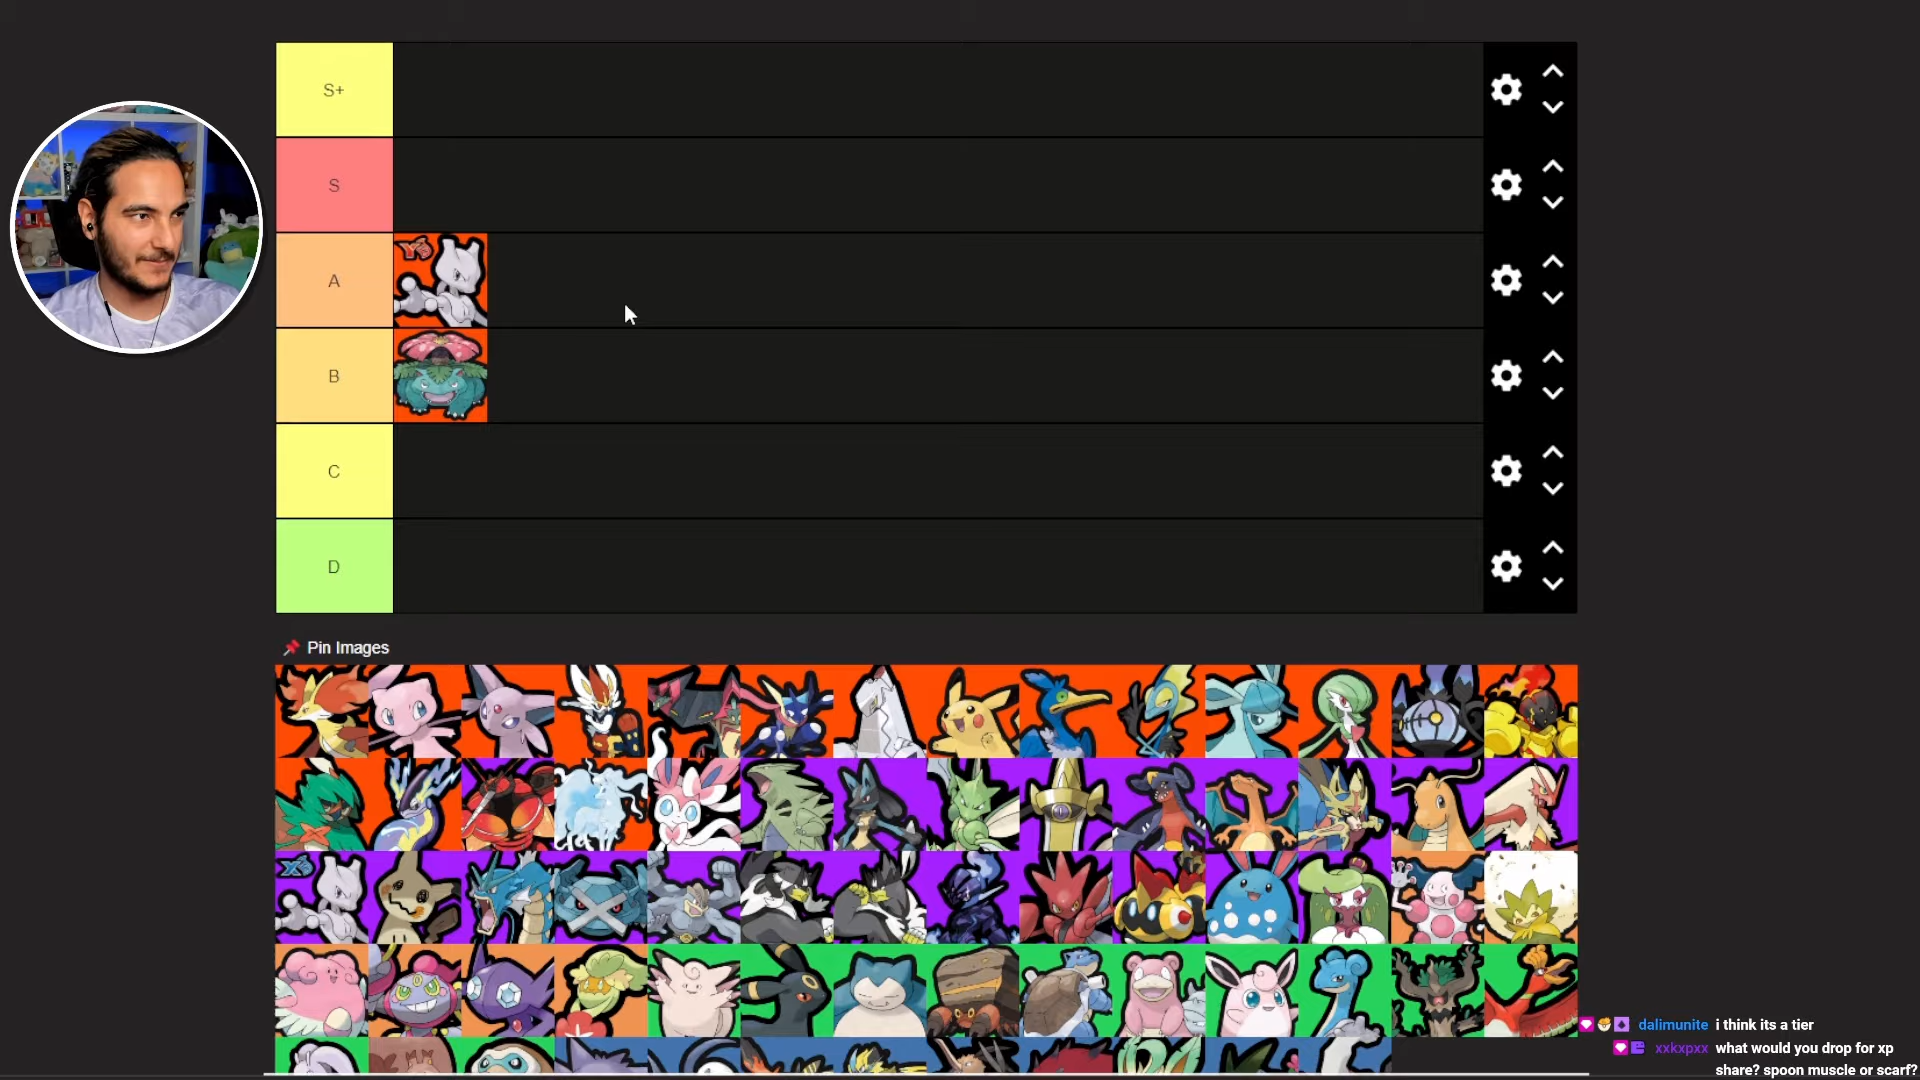 S+
S
A
B
C
D
Pin Images
dalimunite i think its a tier
xxkxpxx what would you drop for xp
share? spoon muscle or scarf?